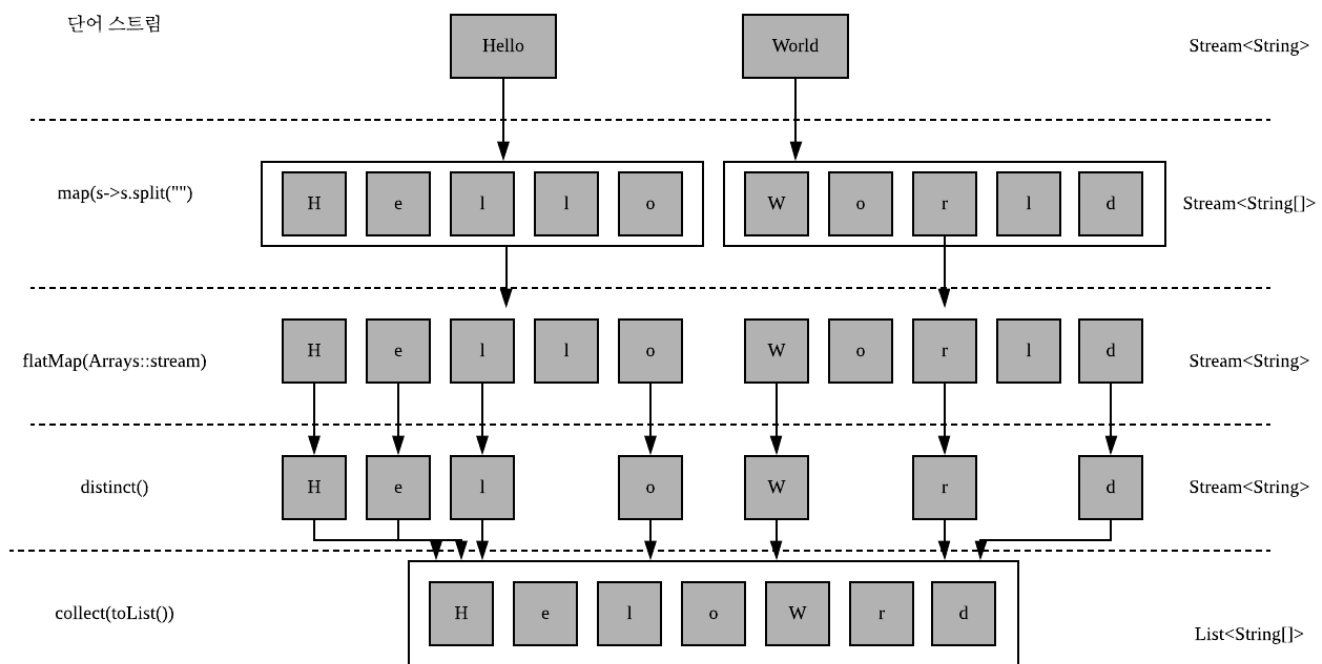 단어 스트림
Hello
World
Stream<String>
map(s->s.split("")
H e l l o
W o r l d
Stream<String[]>
flatMap(Arrays::stream)
H e l l o
W o r l d
Stream<String>
distinct()
H e l o W r d
Stream<String>
collect(toList())
H e l o W r d
List<String[]>